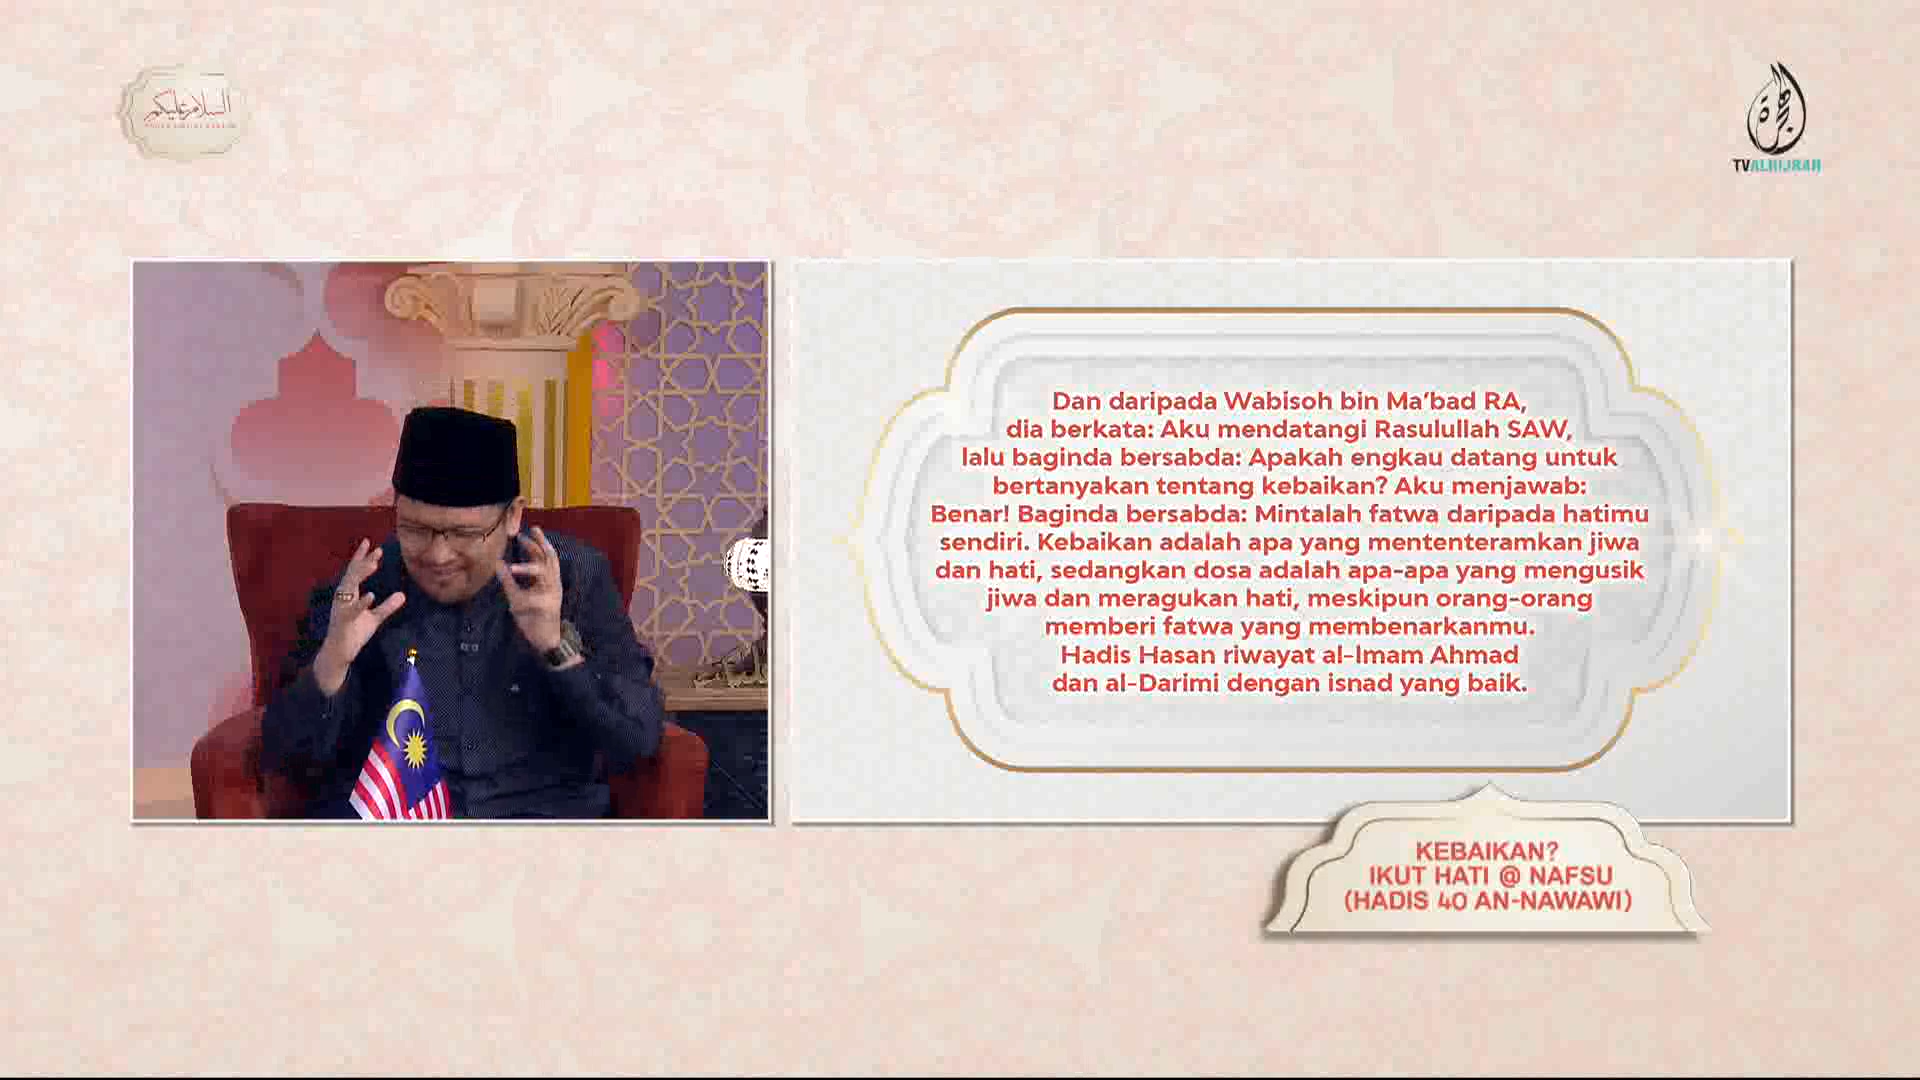 السلام عليكم
TVALHIJRAH
Dan daripada Wabisoh bin Ma'bad RA,
dia berkata: Aku mendatangi Rasulullah SAW,
lalu baginda bersabda: Apakah engkau datang untuk
bertanyakan tentang kebaikan? Aku menjawab:
Benar! Baginda bersabda: Mintalah fatwa daripada hatimu
sendiri. Kebaikan adalah apa yang mententeramkan jiwa
dan hati, sedangkan dosa adalah apa-apa yang mengusik
jiwa dan meragukan hati, meskipun orang-orang
memberi fatwa yang membenarkanmu.
Hadis Hasan riwayat al-Imam Ahmad
dan al-Darimi dengan isnad yang baik.
KEBAIKAN?
IKUT HATI @ NAFSU
(HADIS 40 AN-NAWAWI)